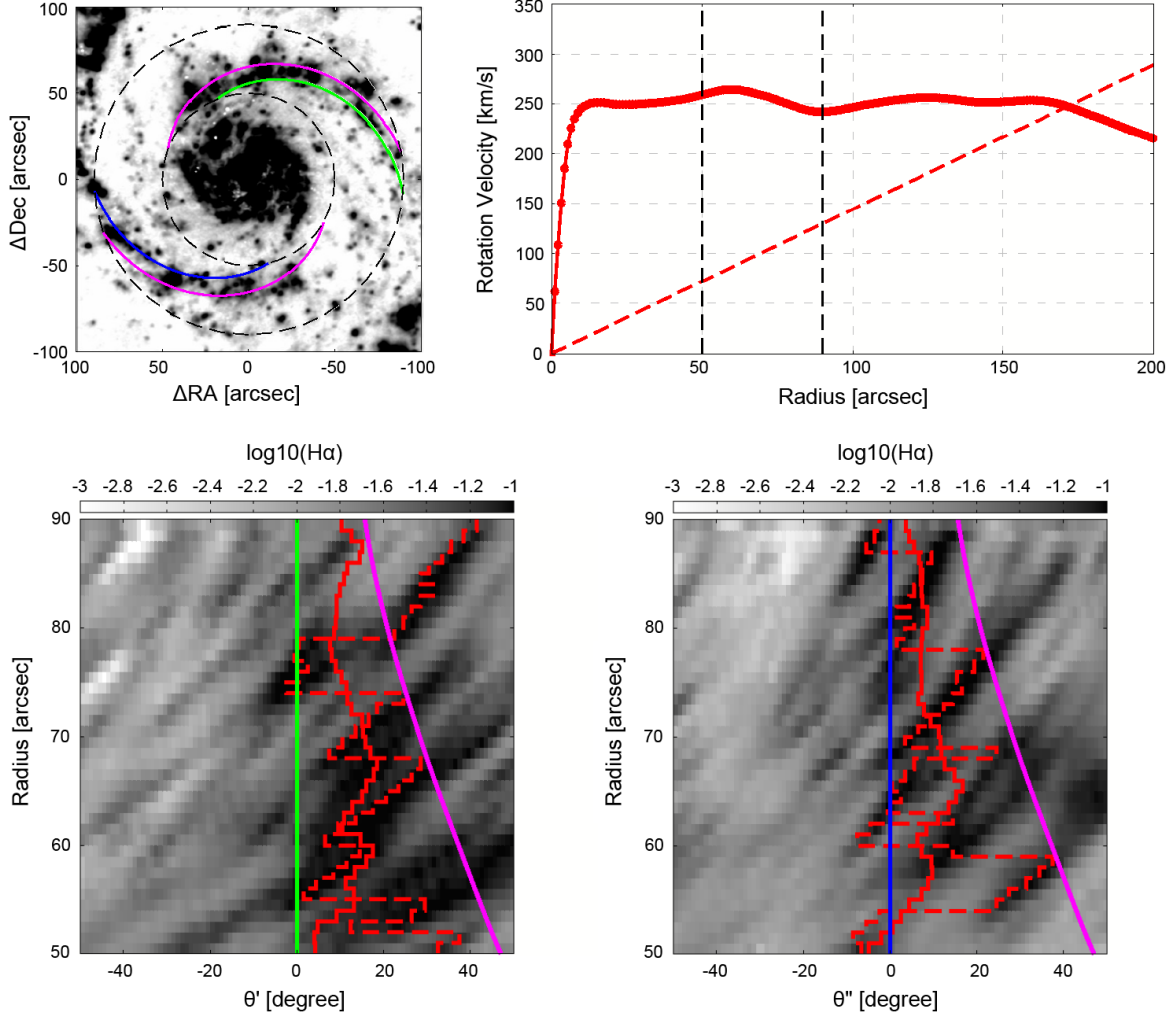 100
50
0
-50
-100
100 50 0 -50 -100
ΔDec [arcsec]
ΔRA [arcsec]
350
300
250
200
150
100
50
0
0 50 100 150 200
Rotation Velocity [km/s]
Radius [arcsec]
log10(Hα)
-3 -2.8 -2.6 -2.4 -2.2 -2 -1.8 -1.6 -1.4 -1.2 -1
90
80
70
60
50
-40 -20 0 20 40
Radius [arcsec]
θ' [degree]
log10(Hα)
-3 -2.8 -2.6 -2.4 -2.2 -2 -1.8 -1.6 -1.4 -1.2 -1
90
80
70
60
50
-40 -20 0 20 40
Radius [arcsec]
θ" [degree]